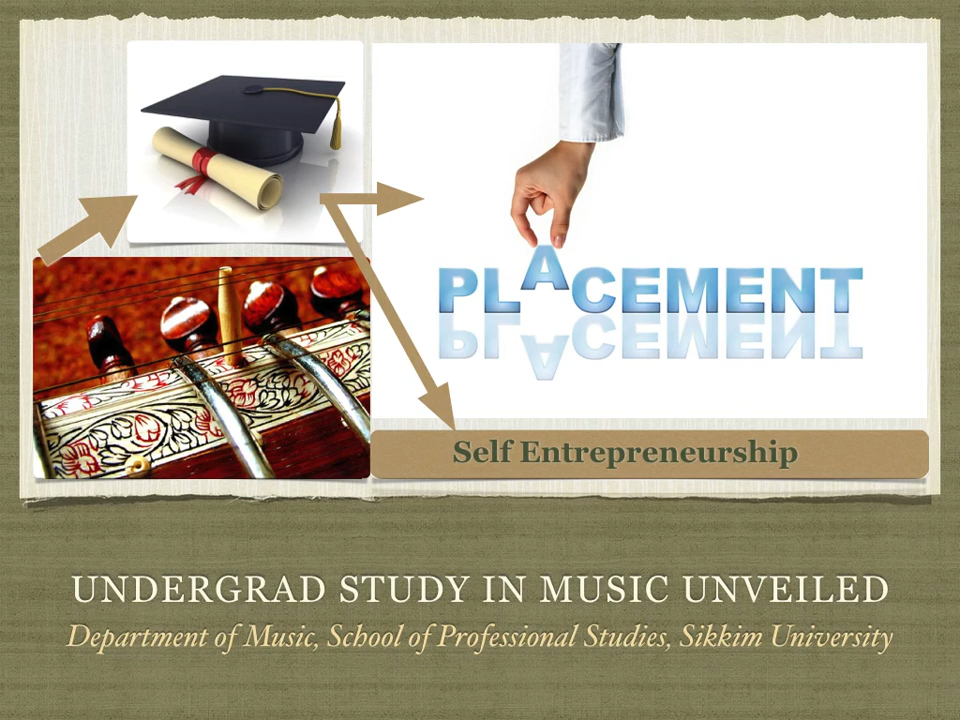 PLACEMENT
Self Entrepreneurship
UNDERGRAD STUDY IN MUSIC UNVEILED
Department of Music, School of Professional Studies, Sikkim University